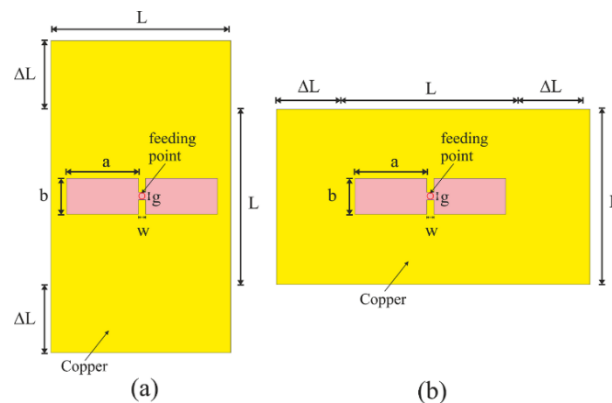 L
ΔL
feeding
point
a
b
g
w
L
ΔL
Copper
(a)
ΔL
L
ΔL
feeding
point
a
b
g
w
Copper
(b)